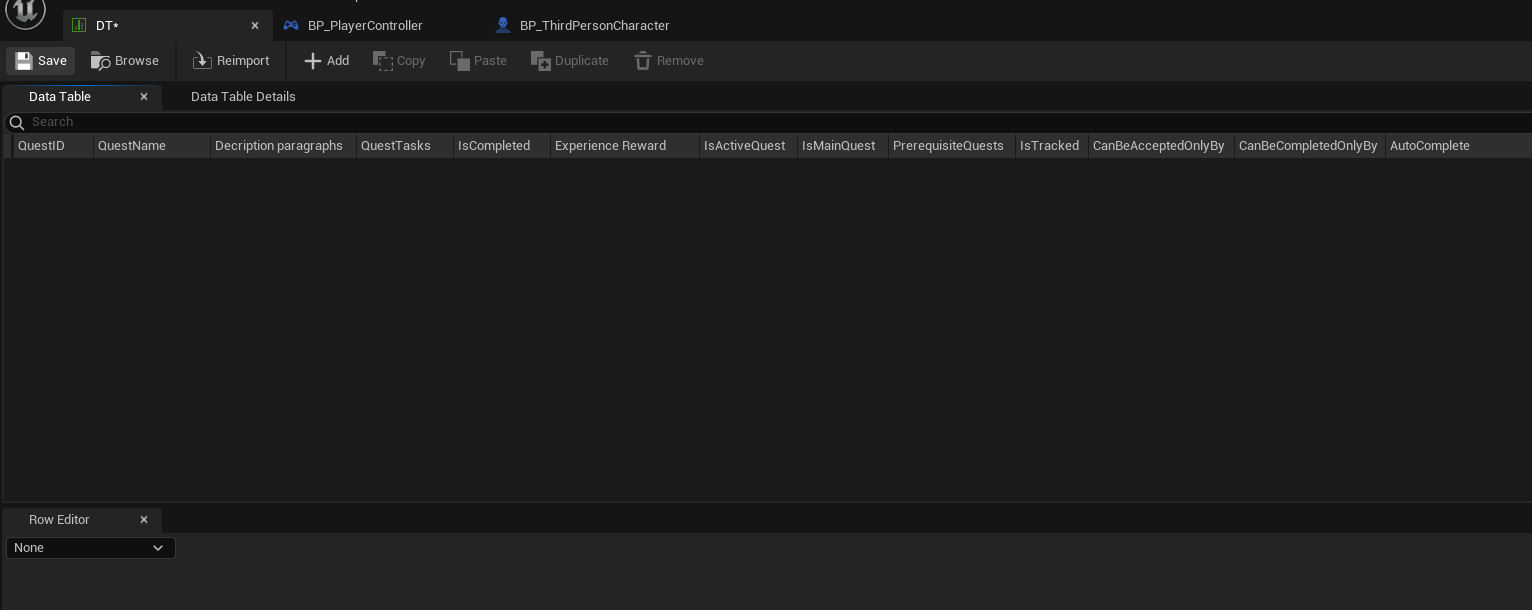 DT* BP_PlayerController BP_ThirdPersonCharacter
Save Browse Reimport Add Copy Paste Duplicate Remove
Data Table Data Table Details
Search
QuestID QuestName Decription paragraphs QuestTasks IsCompleted Experience Reward IsActiveQuest IsMainQuest PrerequisiteQuests IsTracked CanBeAcceptedOnlyBy CanBeCompletedOnlyBy AutoComplete
Row Editor
None